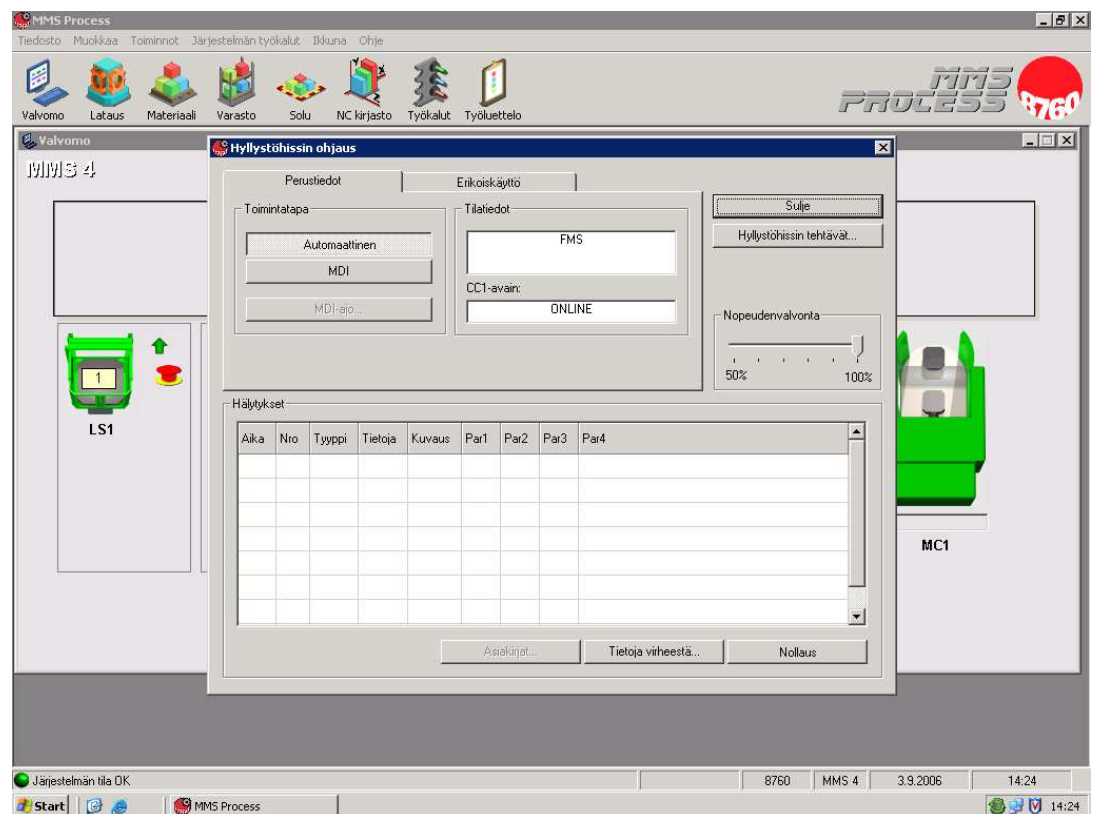 MMS Process
Tiedosto Muokkaa Toiminnot Järjestelmän työkalut Ikkuna Ohje
Valvomo Lataus Materiaali Varasto Solu NC kirjasto Työkalut Työluettelo
MMS
PROCESS 8760
Valvomo
MMS 4
Hyllystöhissin ohjaus
Perustiedot Erikoiskäyttö
Toimintatapa
Automaattinen
MDI
MDI-ajo...
Tilatiedot
FMS
CC1-avain:
ONLINE
Sulje
Hyllystöhissin tehtävät...
Nopeudenvalvonta
50% 100%
1
LS1
MC1
Hälytykset
Aika Nro Tyyppi Tietoja Kuvaus Par1 Par2 Par3 Par4
Asiakirjat... Tietoja virheestä... Nollaus
Järjestelmän tila OK 8760 MMS 4 3.9.2006 14:24
Start MMS Process 14:24